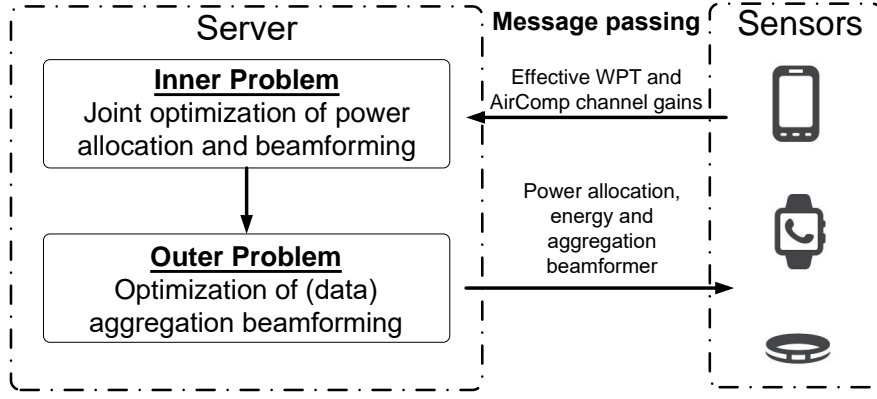 Server
Inner Problem
Joint optimization of power
allocation and beamforming
Outer Problem
Optimization of (data)
aggregation beamforming
Message passing
Effective WPT and
AirComp channel gains
Power allocation,
energy and
aggregation
beamformer
Sensors